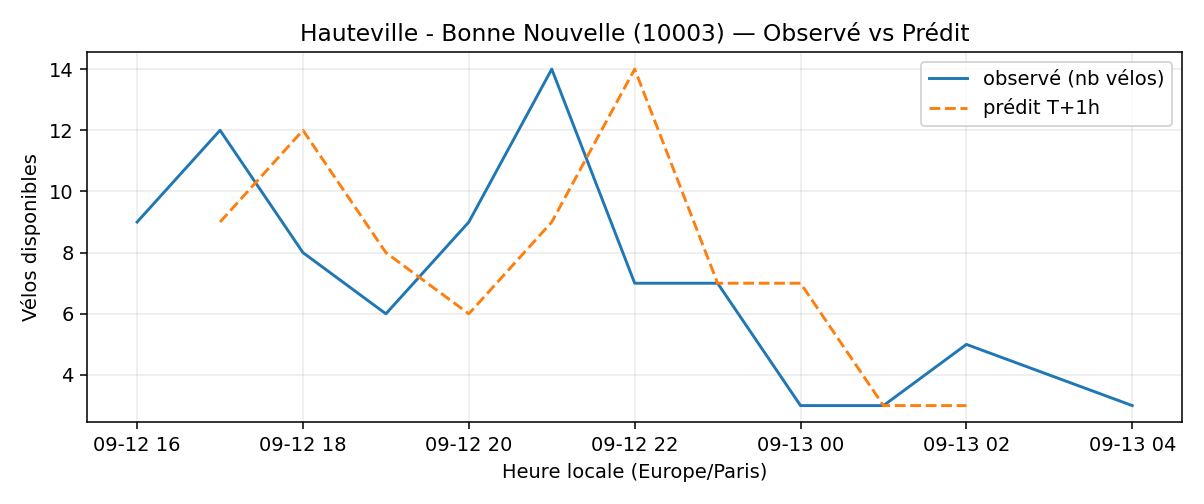 Hauteville - Bonne Nouvelle (10003) — Observé vs Prédit
observé (nb vélos)
prédit T+1h
Vélos disponibles
14
12
10
8
6
4
09-12 16 09-12 18 09-12 20 09-12 22 09-13 00 09-13 02 09-13 04
Heure locale (Europe/Paris)